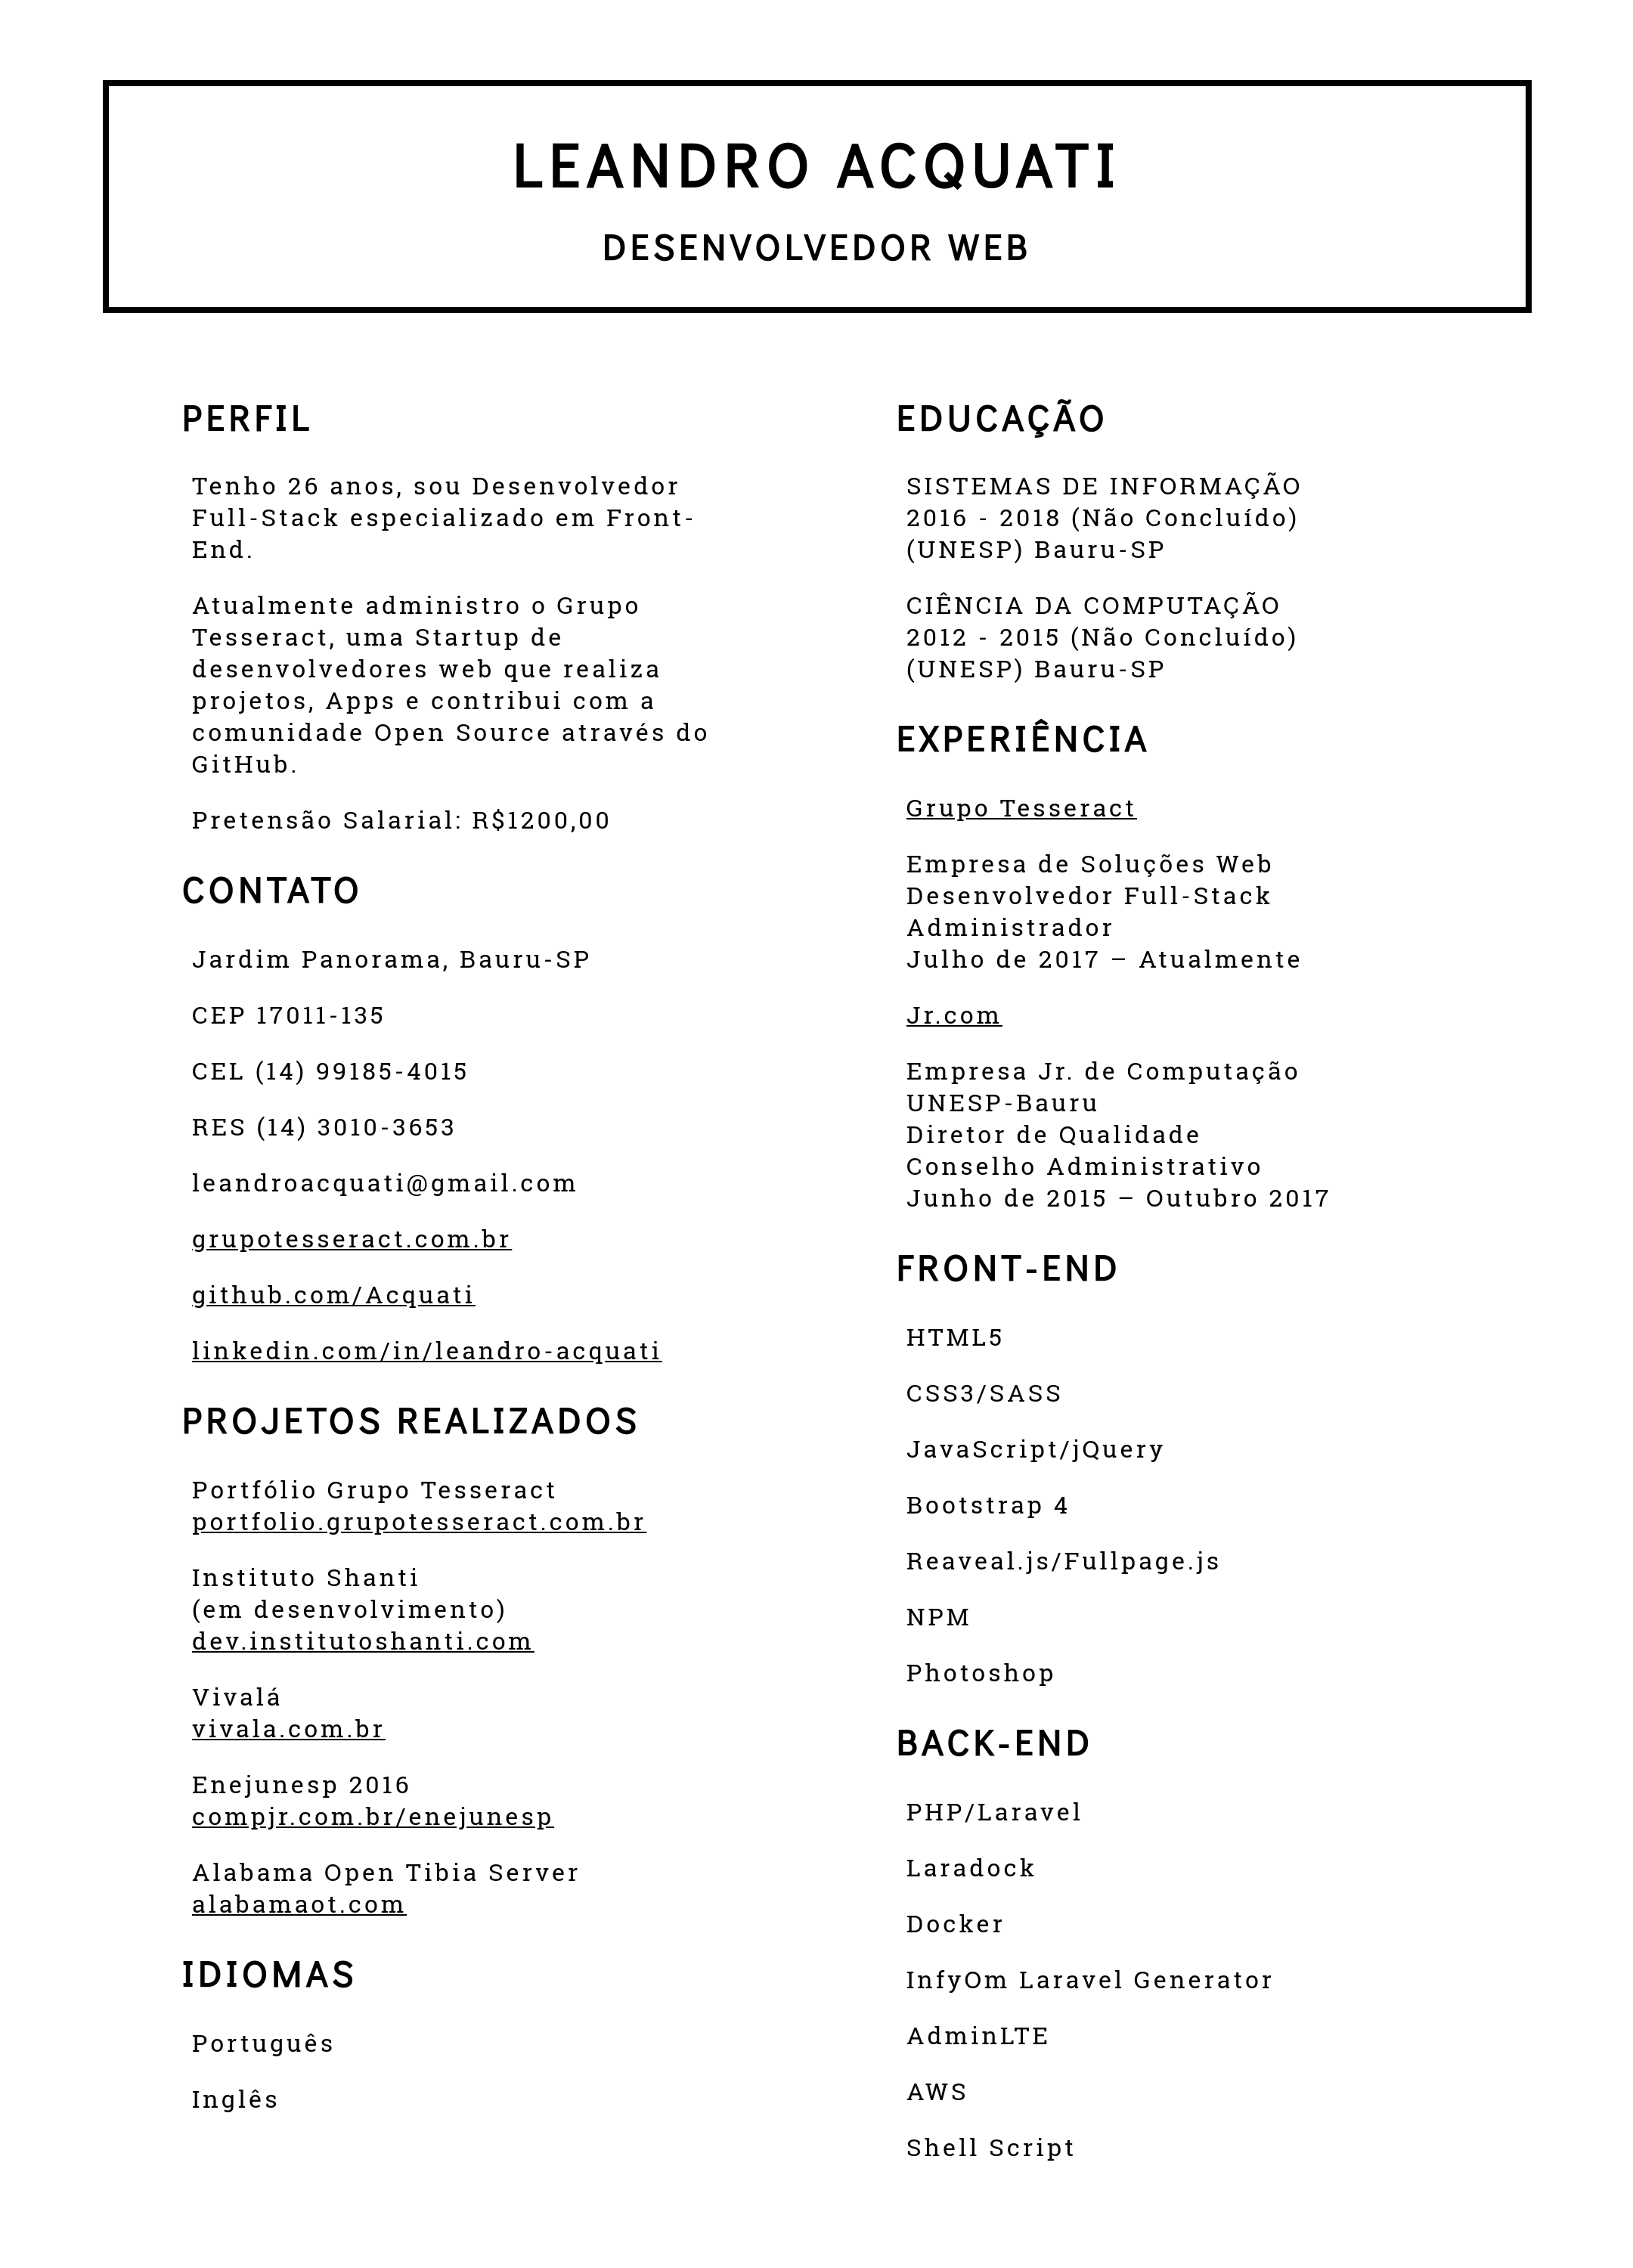 LEANDRO ACQUATI
DESENVOLVEDOR WEB
PERFIL
Tenho 26 anos, sou Desenvolvedor
Full-Stack especializado em Front-
End.
Atualmente administro o Grupo
Tesseract, uma Startup de
desenvolvedores web que realiza
projetos, Apps e contribui com a
comunidade Open Source através do
GitHub.
Pretensão Salarial: R$1200,00
CONTATO
Jardim Panorama, Bauru-SP
CEP 17011-135
CEL (14) 99185-4015
RES (14) 3010-3653
leandroacquati@gmail.com
grupotesseract.com.br
github.com/Acquati
linkedin.com/in/leandro-acquati
PROJETOS REALIZADOS
Portfólio Grupo Tesseract
portfolio.grupotesseract.com.br
Instituto Shanti
(em desenvolvimento)
dev.institutoshanti.com
Vivalá
vivala.com.br
Enejunesp 2016
compjr.com.br/enejunesp
Alabama Open Tibia Server
alabamaot.com
IDIOMAS
Português
Inglês
EDUCAÇÃO
SISTEMAS DE INFORMAÇÃO
2016 - 2018 (Não Concluído)
(UNESP) Bauru-SP
CIÊNCIA DA COMPUTAÇÃO
2012 - 2015 (Não Concluído)
(UNESP) Bauru-SP
EXPERIÊNCIA
Grupo Tesseract
Empresa de Soluções Web
Desenvolvedor Full-Stack
Administrador
Julho de 2017 – Atualmente
Jr.com
Empresa Jr. de Computação
UNESP-Bauru
Diretor de Qualidade
Conselho Administrativo
Junho de 2015 – Outubro 2017
FRONT-END
HTML5
CSS3/SASS
JavaScript/jQuery
Bootstrap 4
Reaveal.js/Fullpage.js
NPM
Photoshop
BACK-END
PHP/Laravel
Laradock
Docker
InfyOm Laravel Generator
AdminLTE
AWS
Shell Script